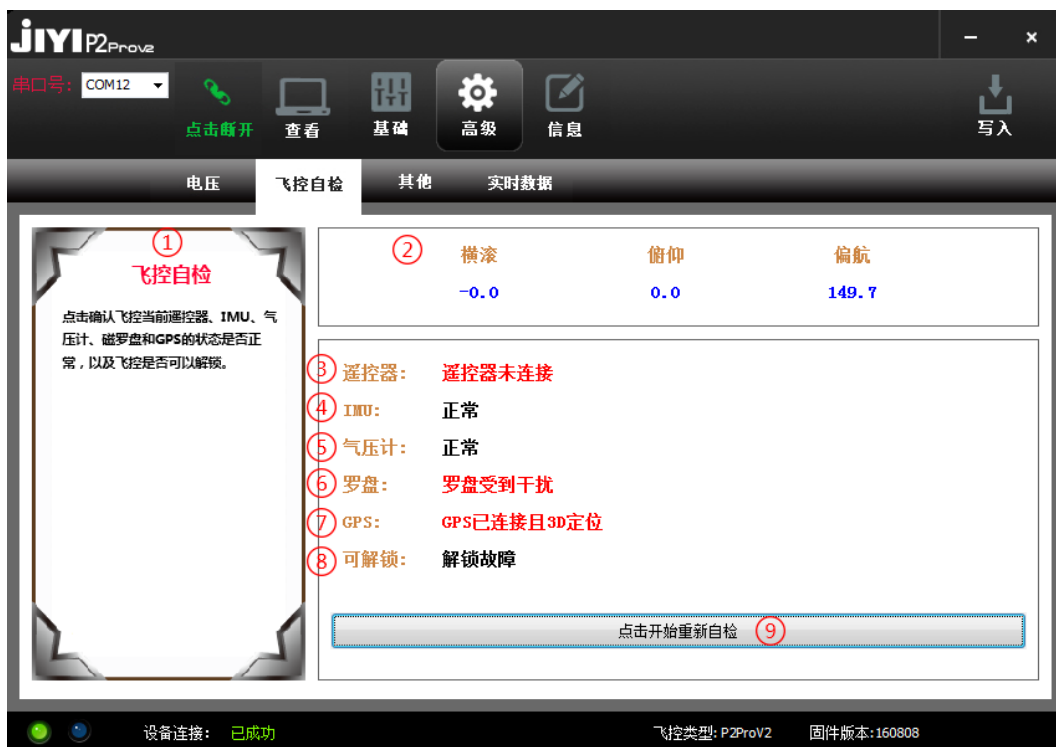 JIYI P2ProV2
串口号: COM12
点击断开 查看 基础 高级 信息 写入
电压 飞控自检 其他 实时数据
① ② 横滚 俯仰 偏航
飞控自检
-0.0 0.0 149.7
点击确认飞控当前遥控器、IMU、气
压计、磁罗盘和GPS的状态是否正
常，以及飞控是否可以解锁。
③ 遥控器: 遥控器未连接
④ IMU: 正常
⑤ 气压计: 正常
⑥ 罗盘: 罗盘受到干扰
⑦ GPS: GPS已连接且3D定位
⑧ 可解锁: 解锁故障
点击开始重新自检 ⑨
设备连接: 已成功 飞控类型: P2ProV2 固件版本:160808